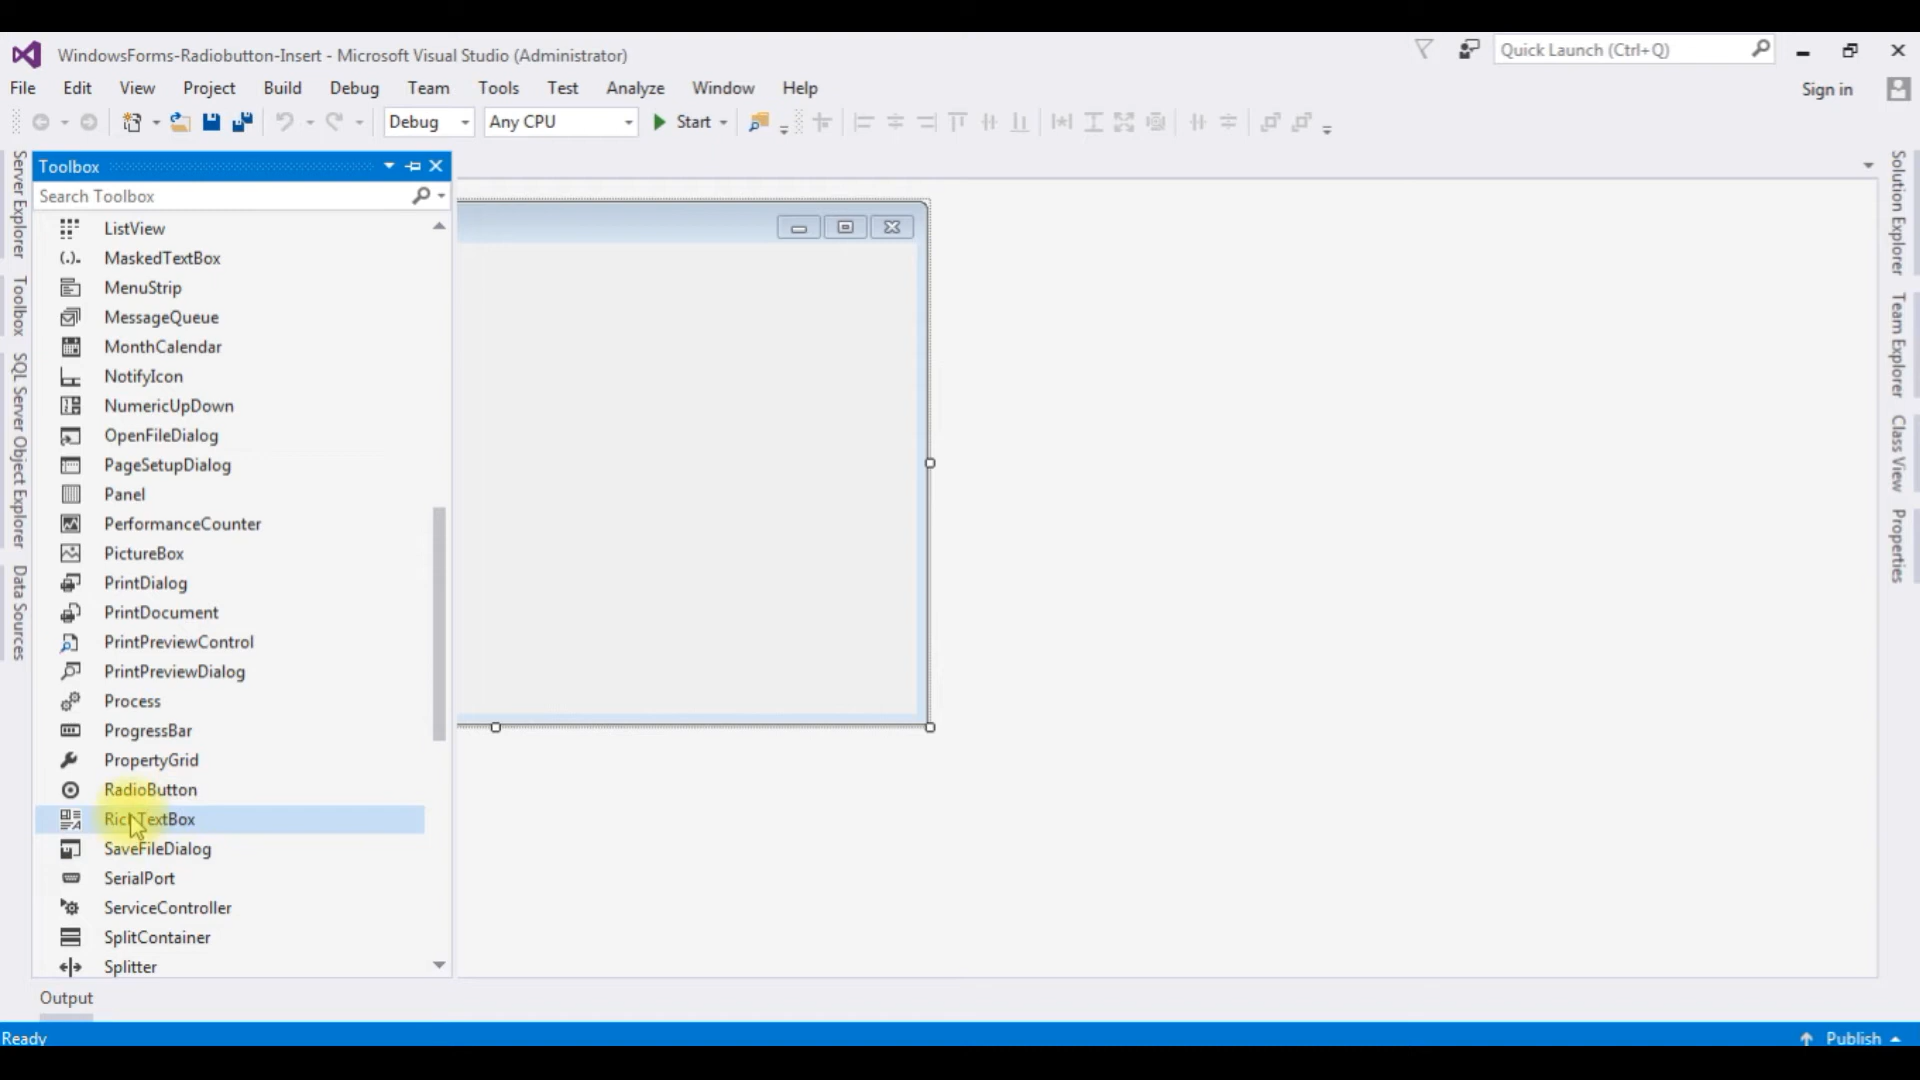 WindowsForms-Radiobutton-Insert - Microsoft Visual Studio (Administrator)
Quick Launch (Ctrl+Q)
File Edit View Project Build Debug Team Tools Test Analyze Window Help
Sign in
Debug Any CPU Start
Server Explorer
Toolbox
SQL Server Object Explorer
Data Sources
Toolbox
Search Toolbox
ListView
MaskedTextBox
MenuStrip
MessageQueue
MonthCalendar
NotifyIcon
NumericUpDown
OpenFileDialog
PageSetupDialog
Panel
PerformanceCounter
PictureBox
PrintDialog
PrintDocument
PrintPreviewControl
PrintPreviewDialog
Process
ProgressBar
PropertyGrid
RadioButton
RichTextBox
SaveFileDialog
SerialPort
ServiceController
SplitContainer
Splitter
Solution Explorer
Team Explorer
Class View
Properties
Output
Ready
Publish